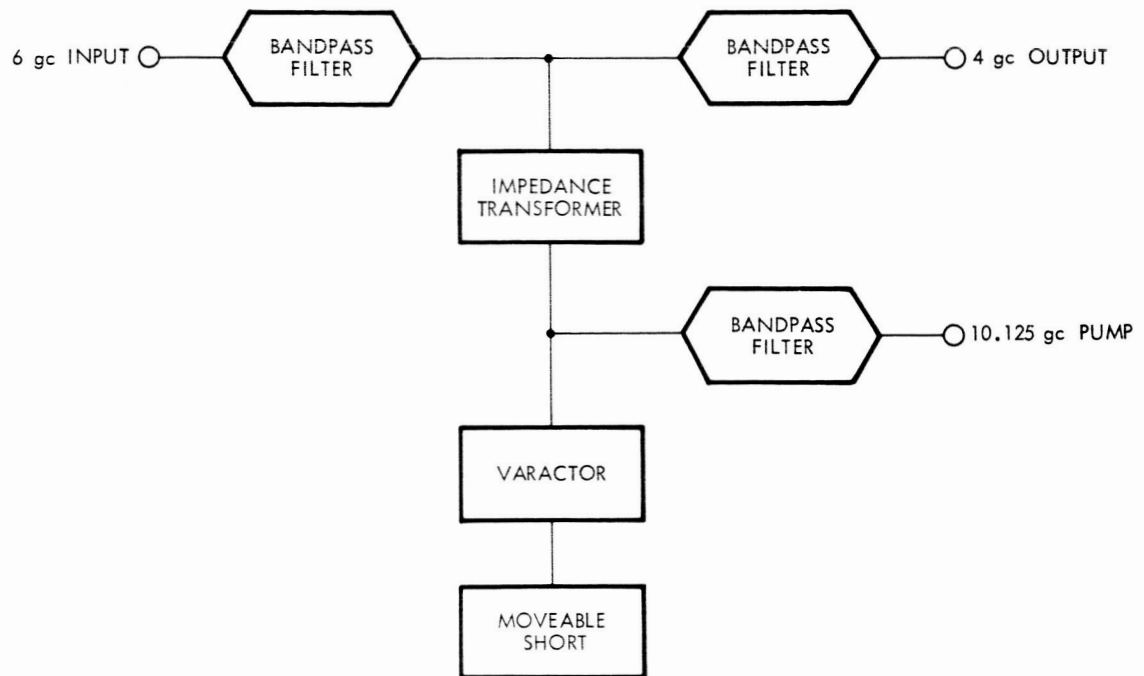 6 gc INPUT
BANDPASS
FILTER
BANDPASS
FILTER
4 gc OUTPUT
IMPEDANCE
TRANSFORMER
BANDPASS
FILTER
10.125 gc PUMP
VARACTOR
MOVEABLE
SHORT